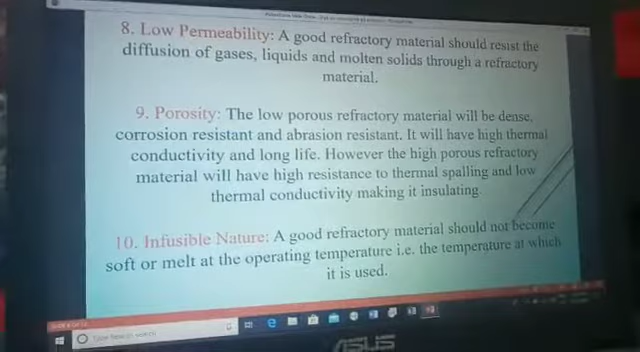 8. Low Permeability: A good refractory material should resist the
diffusion of gases, liquids and molten solids through a refractory
material.
9. Porosity: The low porous refractory material will be dense,
corrosion resistant and abrasion resistant. It will have high thermal
conductivity and long life. However the high porous refractory
material will have high resistance to thermal spalling and low
thermal conductivity making it insulating.
10. Infusible Nature: A good refractory material should not become
soft or melt at the operating temperature i.e. the temperature at which
it is used.
Type here to search
ASUS